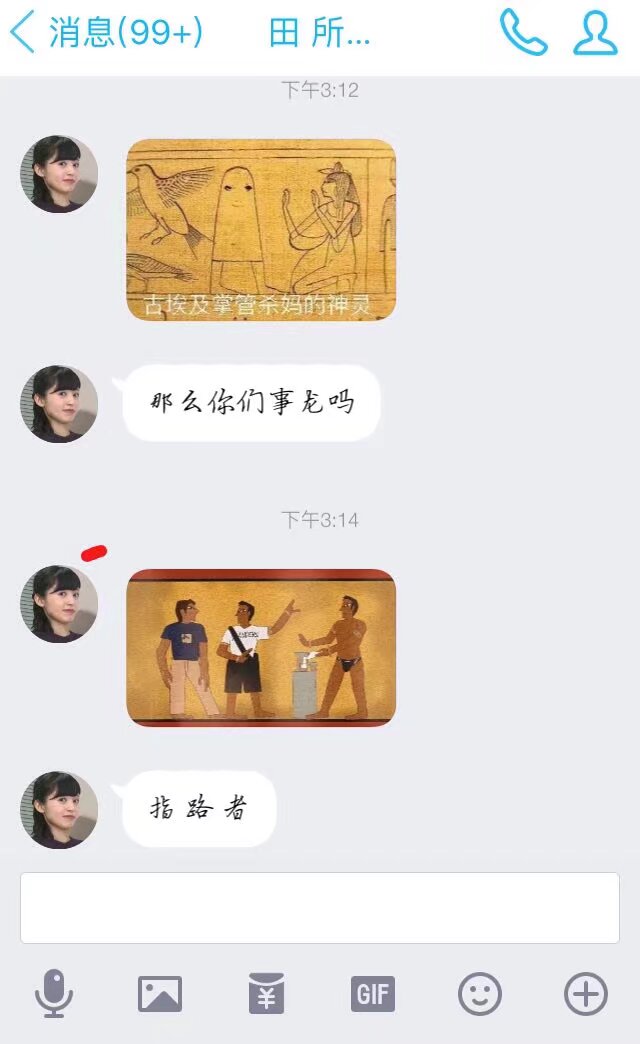 消息(99+)
田 所...
下午3:12
古埃及掌管杀妈的神灵
那么你们事龙吗
下午3:14
指 路 者
GIF